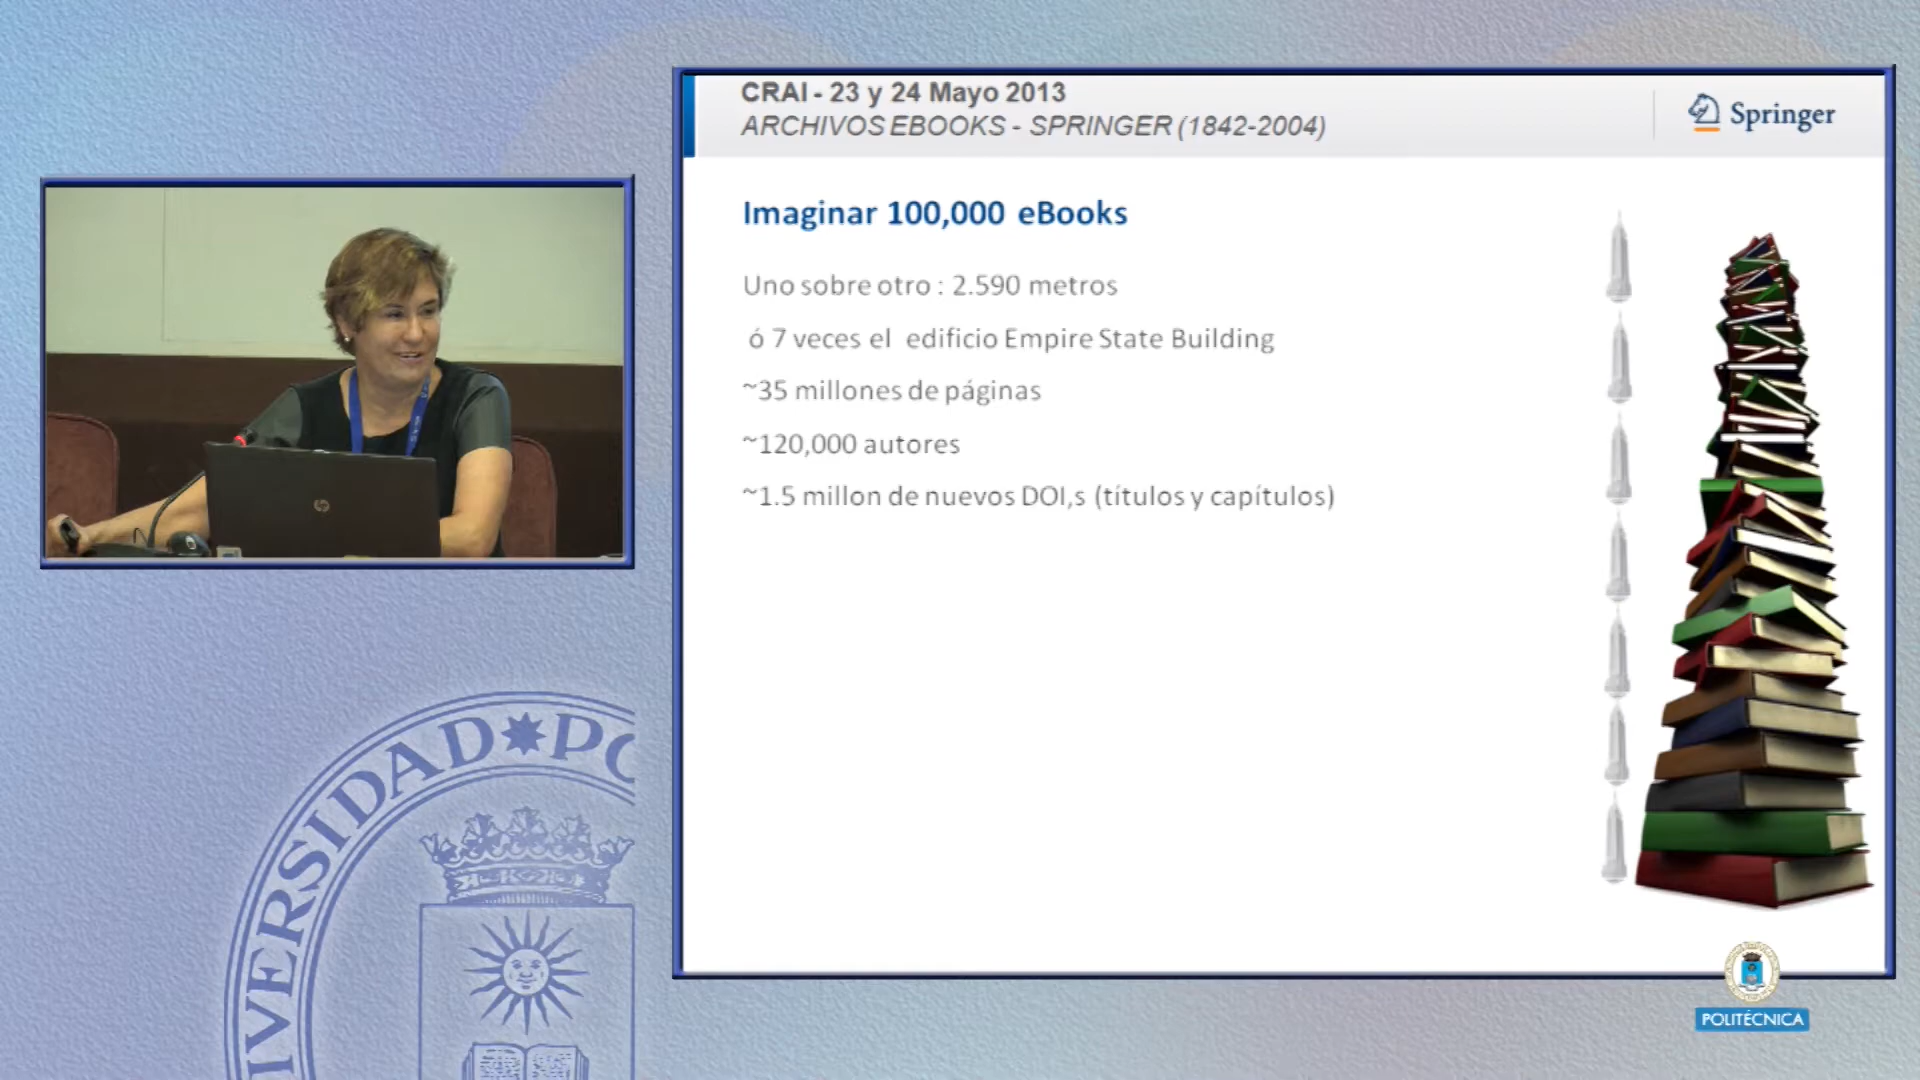 CRAI - 23 y 24 Mayo 2013
ARCHIVOS EBOOKS - SPRINGER (1842-2004)
Springer
Imaginar 100,000 eBooks
Uno sobre otro : 2.590 metros
ó 7 veces el edificio Empire State Building
~35 millones de páginas
~120,000 autores
~1.5 millon de nuevos DOI,s (títulos y capítulos)
UNIVERSIDAD PO
POLITÉCNICA